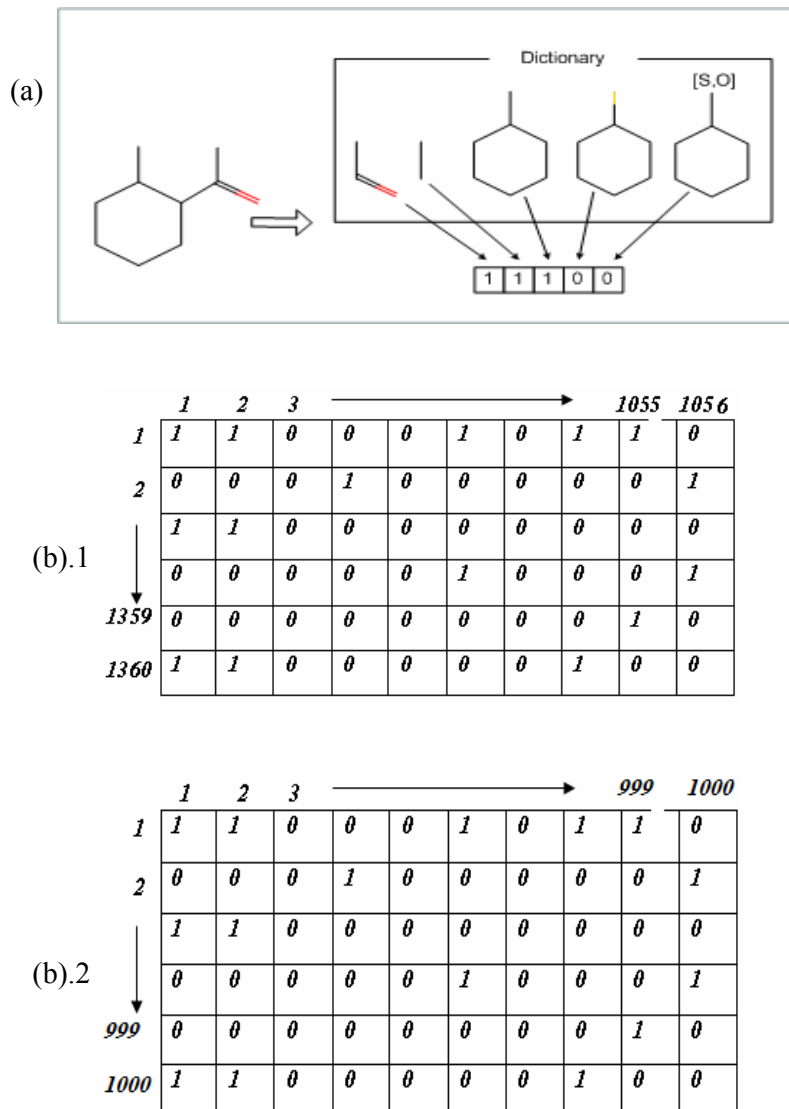 (a)
Dictionary
[S,O]
1 1 1 0 0
1 2 3 1055 1056
1 1 1 0 0 0 1 0 1 1 0
2 0 0 0 1 0 0 0 0 0 1
1 1 0 0 0 0 0 0 0 0
(b).1
0 0 0 0 0 1 0 0 0 1
1359 0 0 0 0 0 0 0 0 1 0
1360 1 1 0 0 0 0 0 1 0 0
1 2 3 999 1000
1 1 1 0 0 0 1 0 1 1 0
2 0 0 0 1 0 0 0 0 0 1
1 1 0 0 0 0 0 0 0 0
(b).2
0 0 0 0 0 1 0 0 0 1
999 0 0 0 0 0 0 0 0 1 0
1000 1 1 0 0 0 0 0 1 0 0